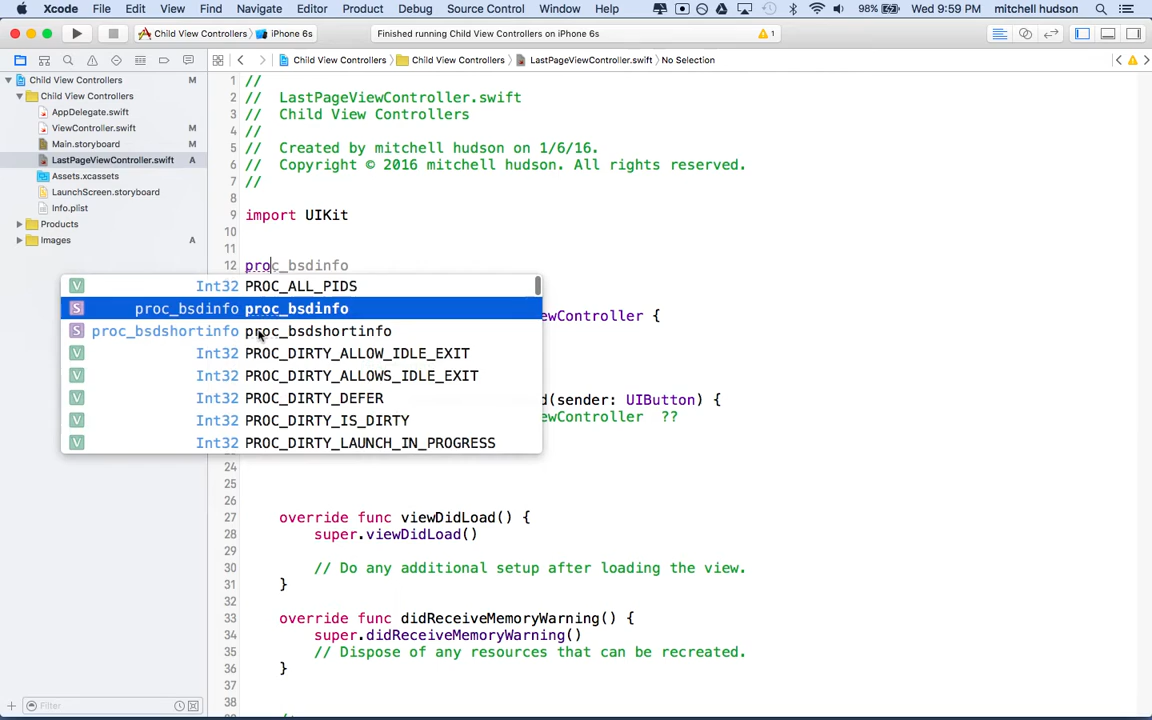 Xcode File Edit View Find Navigate Editor Product Debug Source Control Window Help 98% Wed 9:59 PM mitchell hudson
Child View Controllers iPhone 6s Finished running Child View Controllers on iPhone 6s 1
Child View Controllers Child View Controllers LastPageViewController.swift No Selection
Child View Controllers M
Child View Controllers
AppDelegate.swift
ViewController.swift M
Main.storyboard M
LastPageViewController.swift A
Assets.xcassets
LaunchScreen.storyboard
Info.plist
Products
Images A
Filter
1 //
2 // LastPageViewController.swift
3 // Child View Controllers
4 //
5 // Created by mitchell hudson on 1/6/16.
6 // Copyright © 2016 mitchell hudson. All rights reserved.
7 //
8
9 import UIKit
10
11
12 proc_bsdinfo
V Int32 PROC_ALL_PIDS
S proc_bsdinfo proc_bsdinfo
ewController {
S proc_bsdshortinfo proc_bsdshortinfo
V Int32 PROC_DIRTY_ALLOW_IDLE_EXIT
V Int32 PROC_DIRTY_ALLOWS_IDLE_EXIT
V Int32 PROC_DIRTY_DEFER
d(sender: UIButton) {
V Int32 PROC_DIRTY_IS_DIRTY
ewController ??
V Int32 PROC_DIRTY_LAUNCH_IN_PROGRESS
24
25
26
27 override func viewDidLoad() {
28 super.viewDidLoad()
29
30 // Do any additional setup after loading the view.
31 }
32
33 override func didReceiveMemoryWarning() {
34 super.didReceiveMemoryWarning()
35 // Dispose of any resources that can be recreated.
36 }
37
38